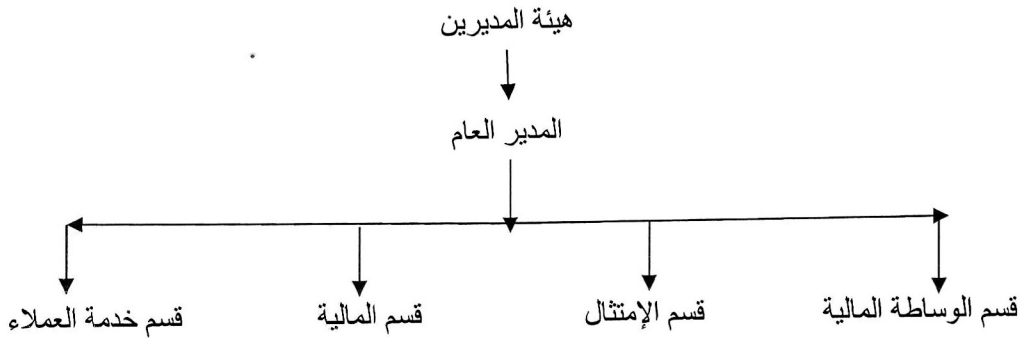 هيئة المديرين
المدير العام
قسم الوساطة المالية
قسم الإمتثال
قسم المالية
قسم خدمة العملاء